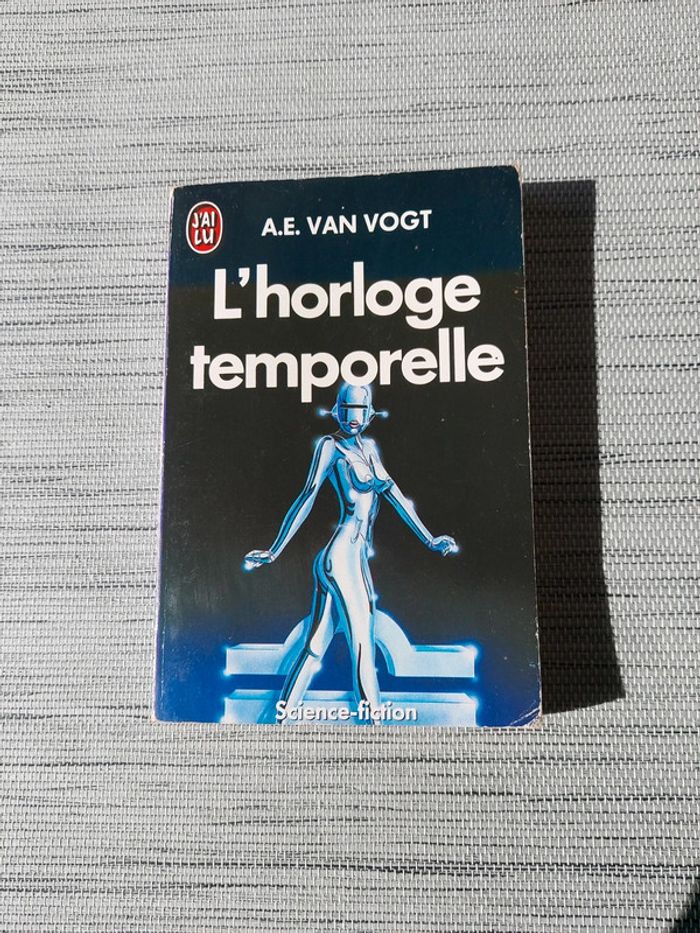 J'AI
LU
A.E. VAN VOGT
L'horloge
temporelle
Science-fiction